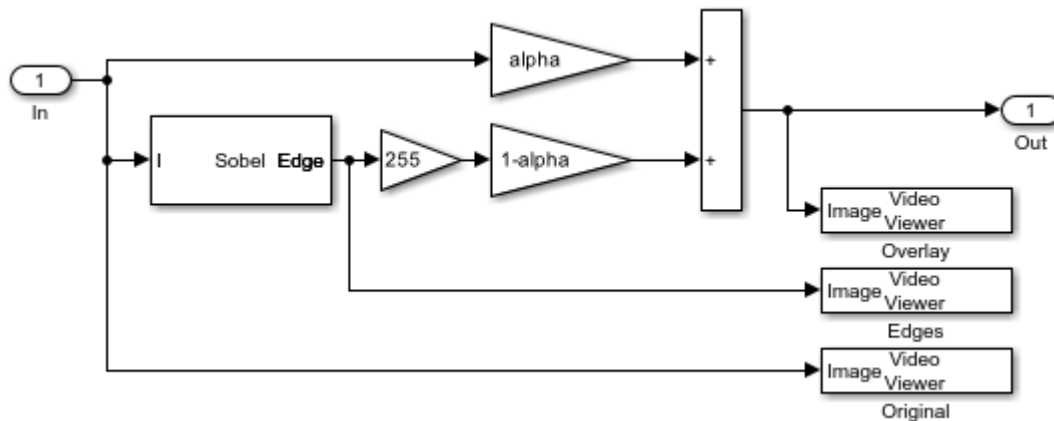 1
In
alpha
+
I Sobel Edge
255
1-alpha
+
1
Out
Image Video
Viewer
Overlay
Image Video
Viewer
Edges
Image Video
Viewer
Original